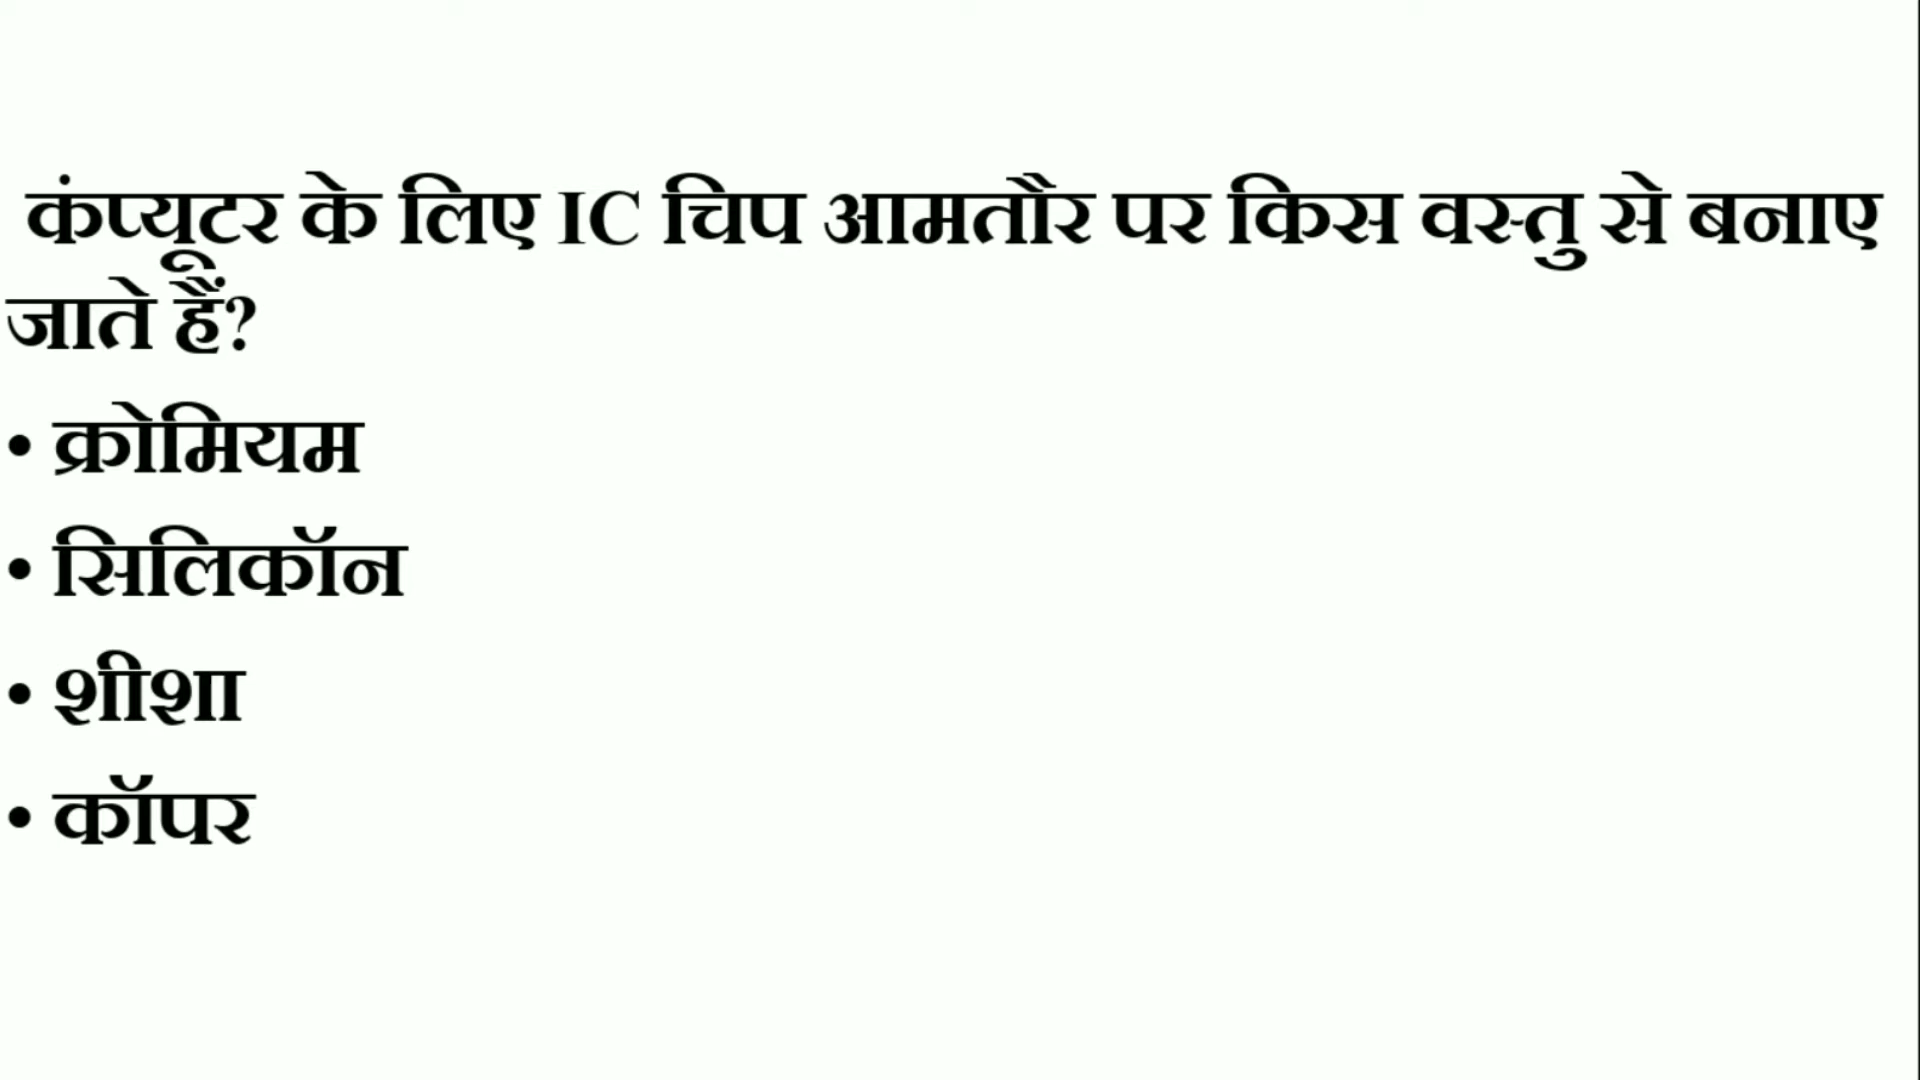 कंप्यूटर के लिए IC चिप आमतौर पर किस वस्तु से बनाए
जाते हैं?
• क्रोमियम
• सिलिकॉन
• शीशा
• कॉपर